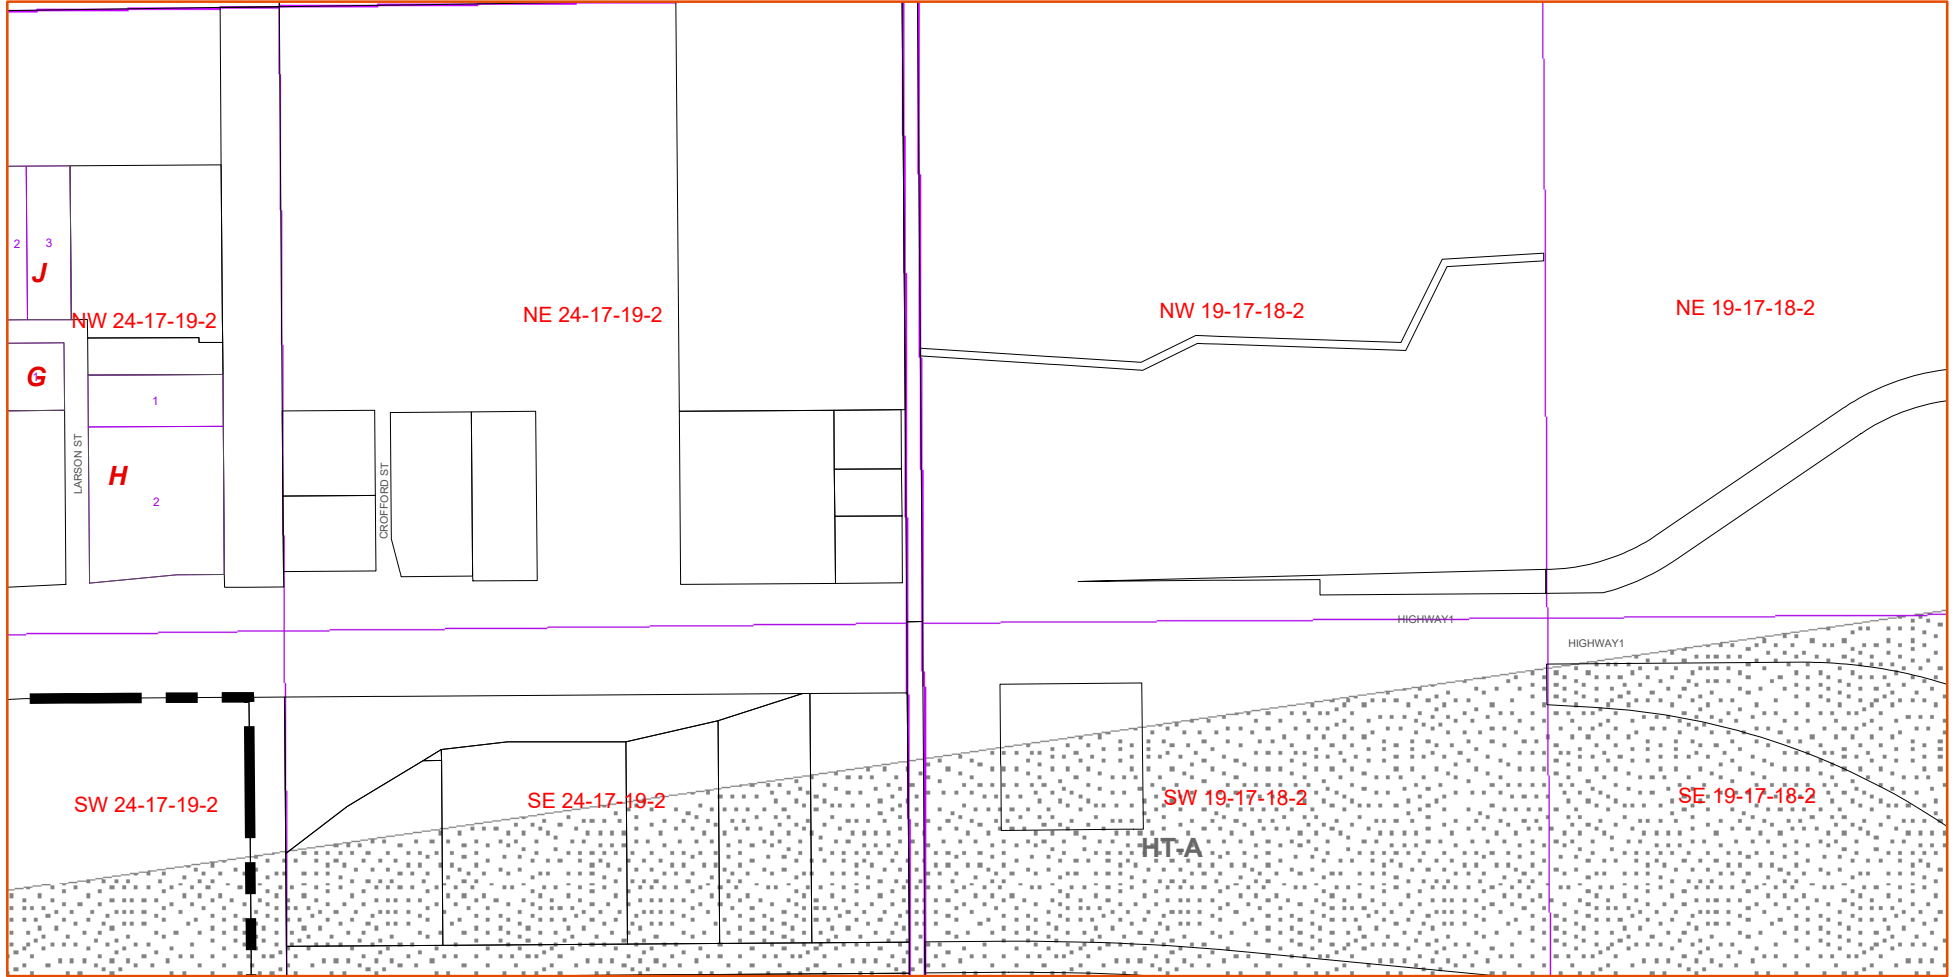 2
3
J
NW 24-17-19-2
NE 24-17-19-2
NW 19-17-18-2
NE 19-17-18-2
G
1
LARSON ST
H
2
CROFFORD ST
HIGHWAY1
HIGHWAY1
SW 24-17-19-2
SE 24-17-19-2
SW 19-17-18-2
SE 19-17-18-2
HT-A